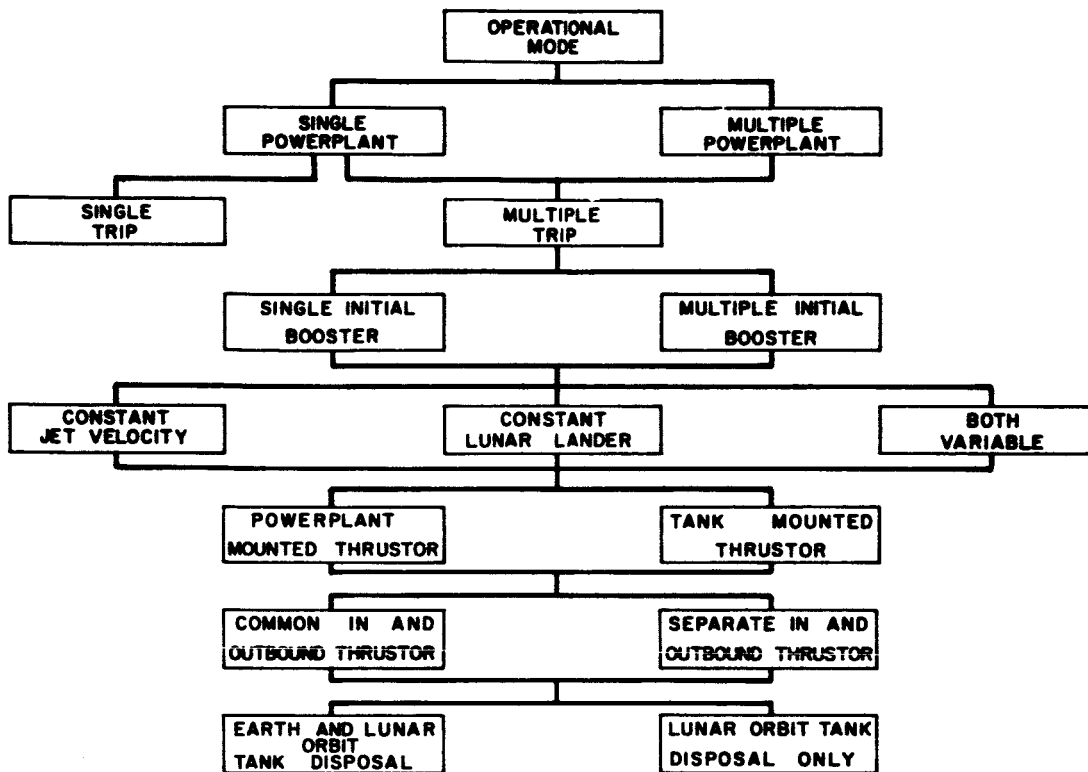 OPERATIONAL
MODE
SINGLE
POWERPLANT
MULTIPLE
POWERPLANT
SINGLE
TRIP
MULTIPLE
TRIP
SINGLE INITIAL
BOOSTER
MULTIPLE INITIAL
BOOSTER
CONSTANT
JET VELOCITY
CONSTANT
LUNAR LANDER
BOTH
VARIABLE
POWERPLANT
MOUNTED THRUSTOR
TANK MOUNTED
THRUSTOR
COMMON IN AND
OUTBOUND THRUSTOR
SEPARATE IN AND
OUTBOUND THRUSTOR
EARTH AND LUNAR
ORBIT
TANK DISPOSAL
LUNAR ORBIT TANK
DISPOSAL ONLY